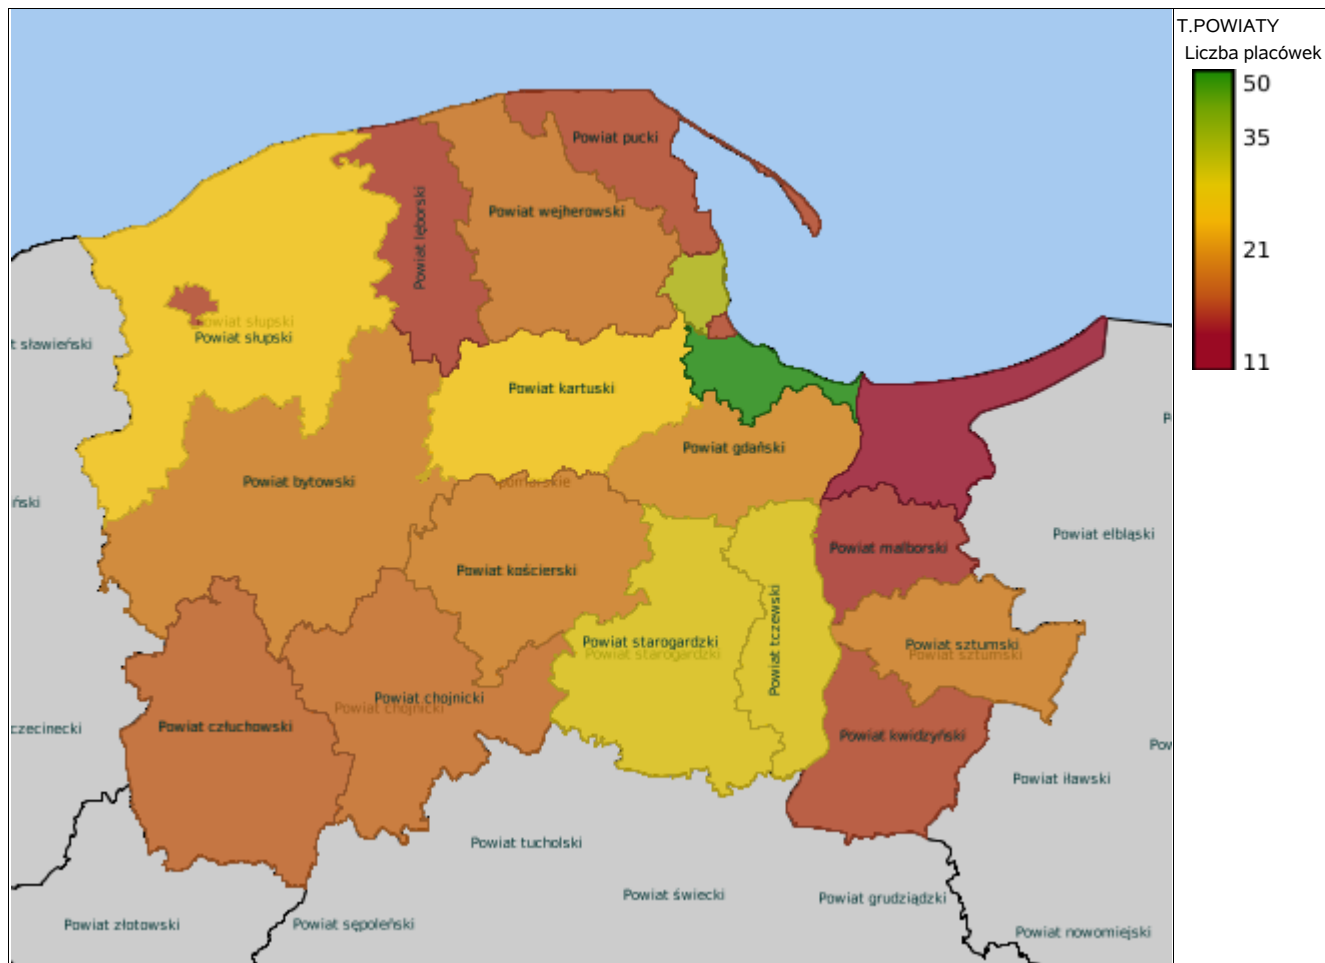 T.POWIATY
Liczba placówek
50
35
21
11
Powiat pucki
Powiat lęborski
Powiat wejherowski
Powiat słupski
Powiat słupski
t sławieński
Powiat kartuski
Powiat gdański
Powiat bytowski
pomorskie
ński
Powiat elbląski
Powiat malborski
Powiat kościerski
Powiat tczewski
Powiat starogardzki
Powiat starogardzki
Powiat sztumski
Powiat sztumski
Powiat chojnicki
Powiat chojnicki
Powiat człuchowski
czecinecki
Powiat kwidzyński
Pow
Powiat iławski
Powiat tucholski
Powiat świecki
Powiat grudziądzki
Powiat złotowski
Powiat sępoleński
Powiat nowomiejski